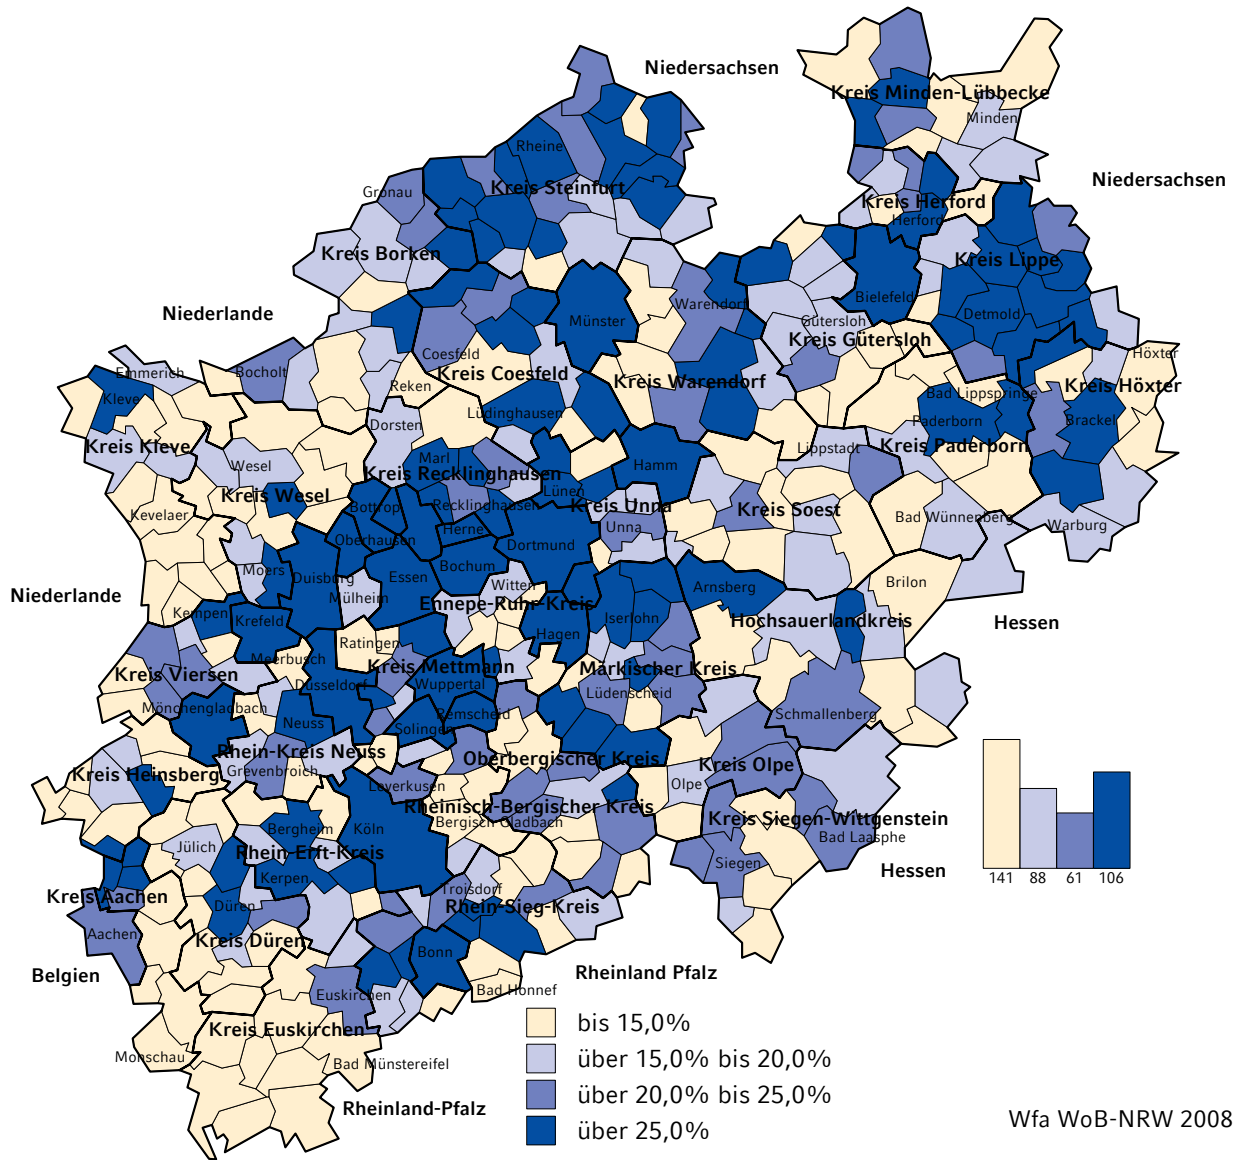 Niedersachsen
Kreis Minden-Lübbecke
Minden
Rheine
Niedersachsen
Gronau
Kreis Steinfurt
Kreis Herford
Herford
Kreis Borken
Kreis Lippe
Bielefeld
Warendorf
Niederlande
Münster
Gütersloh
Detmold
Kreis Gütersloh
Coesfeld
Höxter
Emmerich
Bocholt
Kreis Coesfeld
Kreis Warendorf
Reken
Kreis Höxter
Kleve
Bad Lippspringe
Lüdinghausen
Paderborn
Brackel
Dorsten
Kreis Kleve
Lippstadt
Kreis Paderborn
Marl
Wesel
Kreis Recklinghausen
Hamm
Kreis Wesel
Lünen
Bottrop
Recklinghausen
Kreis Unna
Kreis Soest
Kevelaer
Bad Wünnenberg
Herne
Unna
Warburg
Oberhausen
Dortmund
Moers
Duisburg
Essen
Bochum
Brilon
Witten
Arnsberg
Niederlande
Mülheim
Ennepe-Ruhr-Kreis
Kempen
Krefeld
Iserlohn
Hochsauerlandkreis
Hessen
Hagen
Ratingen
Meerbusch
Kreis Mettmann
Märkischer Kreis
Kreis Viersen
Düsseldorf
Wuppertal
Lüdenscheid
Mönchengladbach
Remscheid
Schmallenberg
Neuss
Solingen
Rhein-Kreis Neuss
Oberbergischer Kreis
Kreis Olpe
Kreis Heinsberg
Grevenbroich
Leverkusen
Olpe
Rheinisch-Bergischer Kreis
Kreis Siegen-Wittgenstein
Bergisch Gladbach
Bergheim
Köln
Bad Laasphe
Jülich
Rhein-Erft-Kreis
Siegen
Hessen
141 88 61 106
Kerpen
Troisdorf
Kreis Aachen
Düren
Rhein-Sieg-Kreis
Aachen
Kreis Düren
Bonn
Belgien
Rheinland Pfalz
Bad Honnef
Euskirchen
Kreis Euskirchen
Monschau
Bad Münstereifel
Rheinland-Pfalz
bis 15,0%
über 15,0% bis 20,0%
über 20,0% bis 25,0%
über 25,0%
Wfa WoB-NRW 2008